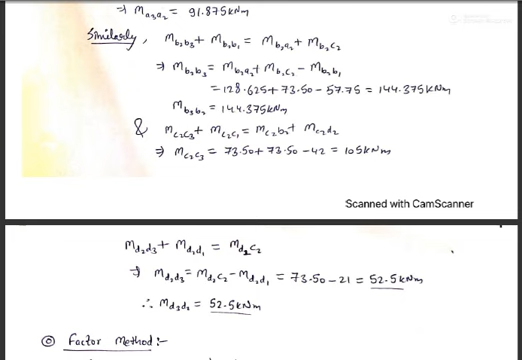 ⇒ Ma3a2 = 91.875kNm
Similarly, Mb2b3 + Mb2b1 = Mb2a2 + Mb2c2
⇒ Mb2b3 = Mb2a2 + Mb2c2 - Mb2b1
= 128.625 + 73.50 - 57.75 = 144.375kNm
Mb3b2 = 144.375kNm
& Mc2c3 + Mc2c1 = Mc2b2 + Mc2d2
⇒ Mc2c3 = 73.50 + 73.50 - 42 = 105kNm
Scanned with CamScanner
Md2d3 + Md2d1 = Md2c2
⇒ Md2d3 = Md2c2 - Md2d1 = 73.50 - 21 = 52.5kNm
∴ Md3d2 = 52.5kNm
© Factor Method:-